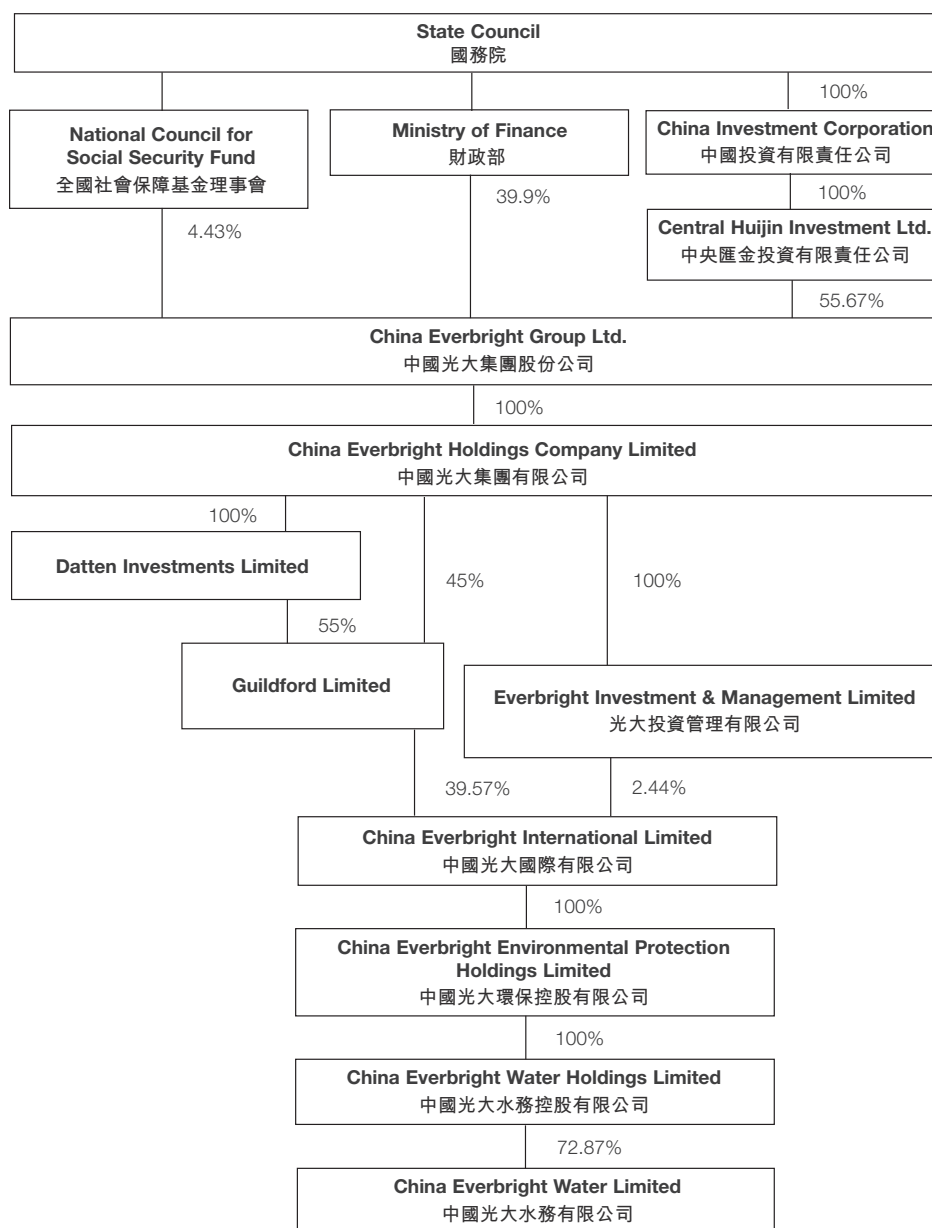 State Council
國務院
100%
National Council for
Social Security Fund
全國社會保障基金理事會
Ministry of Finance
財政部
China Investment Corporation
中國投資有限責任公司
100%
Central Huijin Investment Ltd.
中央匯金投資有限責任公司
4.43%
39.9%
55.67%
China Everbright Group Ltd.
中國光大集團股份公司
100%
China Everbright Holdings Company Limited
中國光大集團有限公司
100%
Datten Investments Limited
45%
100%
55%
Guildford Limited
Everbright Investment & Management Limited
光大投資管理有限公司
39.57%
2.44%
China Everbright International Limited
中國光大國際有限公司
100%
China Everbright Environmental Protection
Holdings Limited
中國光大環保控股有限公司
100%
China Everbright Water Holdings Limited
中國光大水務控股有限公司
72.87%
China Everbright Water Limited
中國光大水務有限公司